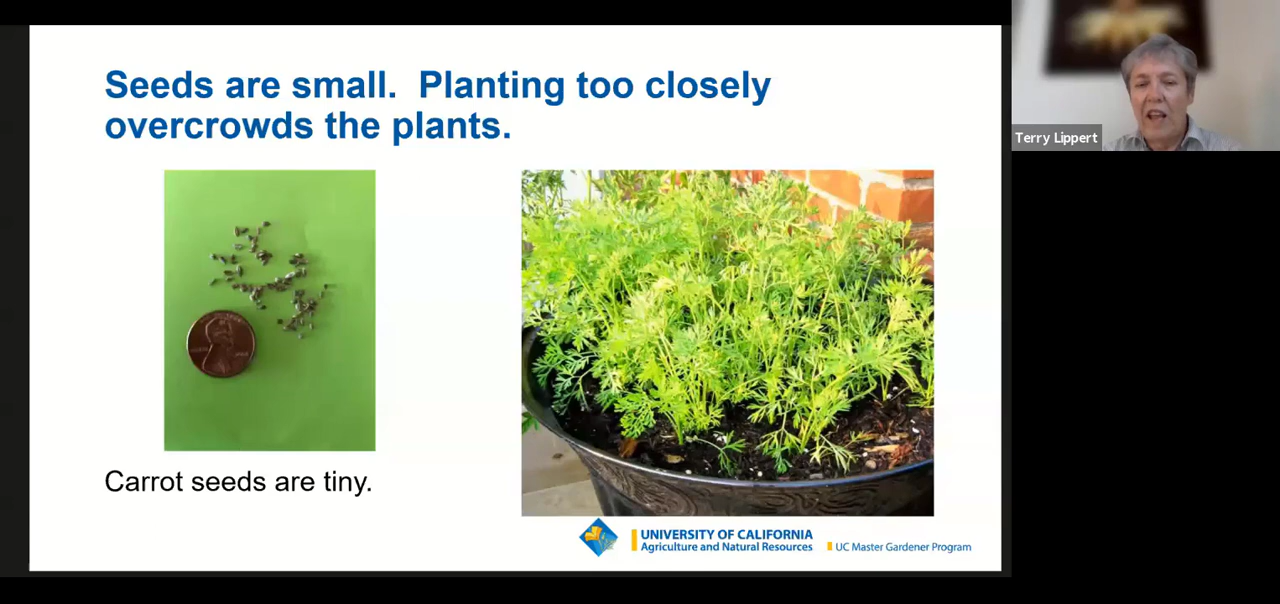 Seeds are small.  Planting too closely
overcrowds the plants.
Terry Lippert
Carrot seeds are tiny.
UNIVERSITY OF CALIFORNIA
Agriculture and Natural Resources
UC Master Gardener Program